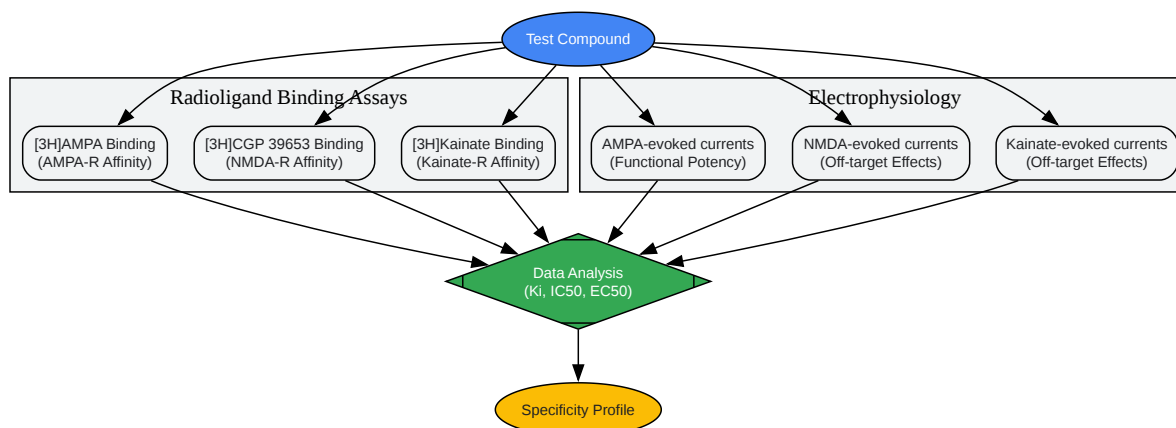 Test Compound
Radioligand Binding Assays
Electrophysiology
[3H]AMPA Binding
(AMPA-R Affinity)
[3H]CGP 39653 Binding
(NMDA-R Affinity)
[3H]Kainate Binding
(Kainate-R Affinity)
AMPA-evoked currents
(Functional Potency)
NMDA-evoked currents
(Off-target Effects)
Kainate-evoked currents
(Off-target Effects)
Data Analysis
(Ki, IC50, EC50)
Specificity Profile